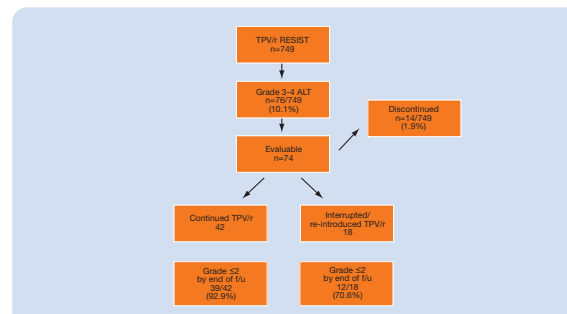 TPV/r RESIST
n=749
Grade 3-4 ALT
n=76/749
(10.1%)
Discontinued
n=14/749
(1.9%)
Evaluable
n=74
Continued TPV/r
42
Interrupted/
re-introduced TPV/r
18
Grade ≤2
by end of f/u
39/42
(92.9%)
Grade ≤2
by end of f/u
12/18
(70.6%)